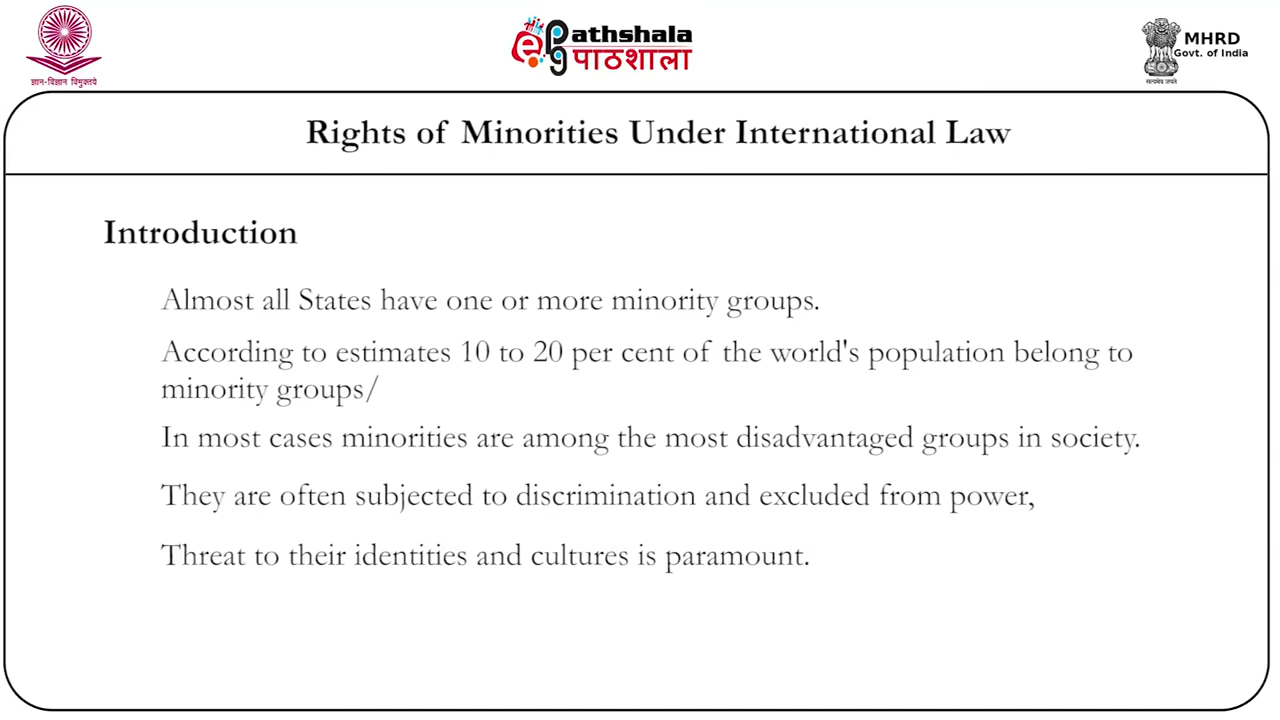 ज्ञान-विज्ञान विमुक्तये
e-Pathshala
पाठशाला
MHRD
Govt. of India
सत्यमेव जयते
Rights of Minorities Under International Law
Introduction
Almost all States have one or more minority groups.
According to estimates 10 to 20 per cent of the world's population belong to
minority groups/
In most cases minorities are among the most disadvantaged groups in society.
They are often subjected to discrimination and excluded from power,
Threat to their identities and cultures is paramount.